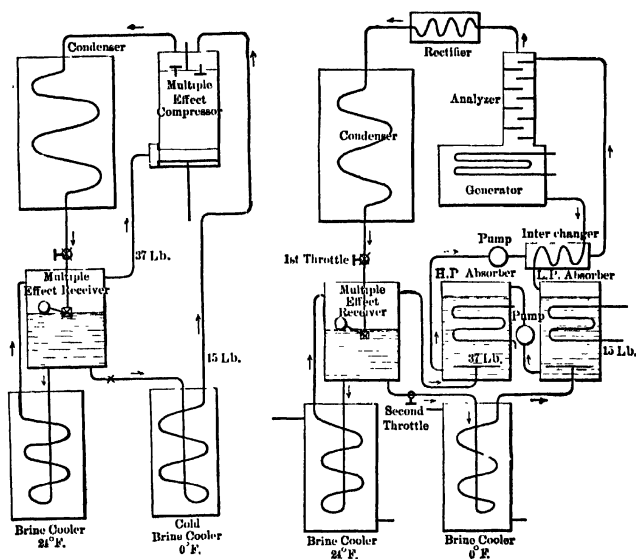 Condenser
Multiple
Effect
Compressor
37 Lb.
Multiple
Effect Receiver
15 Lb.
Brine Cooler
24°F.
Cold
Brine Cooler
0°F.
Rectifier
Analyzer
Condenser
Generator
Inter changer
Pump
1st Throttle
H.P Absorber
L.P. Absorber
Multiple
Effect
Receiver
Pump
37 Lb.
15 Lb.
Second
Throttle
Brine Cooler
24°F.
Brine Cooler
0°F.